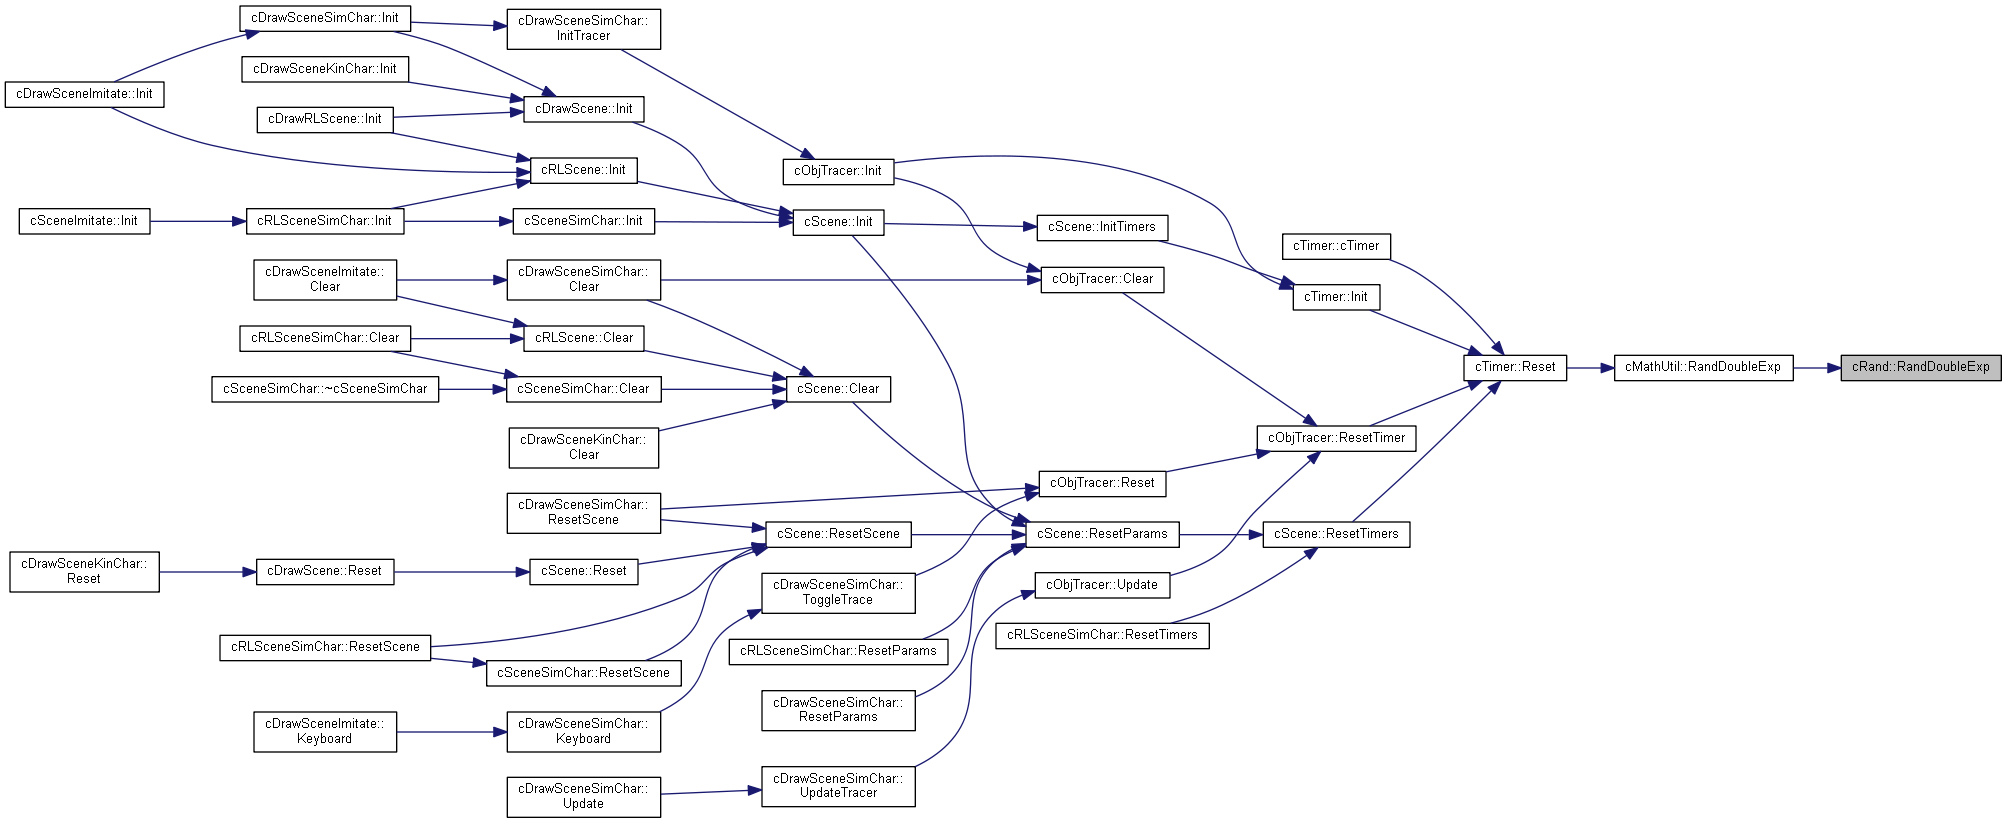 cDrawSceneSimChar::Init
cDrawSceneSimChar::
InitTracer
cDrawSceneKinChar::Init
cDrawSceneImitate::Init
cDrawScene::Init
cDrawRLScene::Init
cRLScene::Init
cObjTracer::Init
cSceneImitate::Init
cRLSceneSimChar::Init
cSceneSimChar::Init
cScene::Init
cScene::InitTimers
cTimer::cTimer
cDrawSceneImitate::
Clear
cDrawSceneSimChar::
Clear
cObjTracer::Clear
cTimer::Init
cRLSceneSimChar::Clear
cRLScene::Clear
cTimer::Reset
cMathUtil::RandDoubleExp
cRand::RandDoubleExp
cSceneSimChar::~cSceneSimChar
cSceneSimChar::Clear
cScene::Clear
cDrawSceneKinChar::
Clear
cObjTracer::ResetTimer
cObjTracer::Reset
cDrawSceneSimChar::
ResetScene
cScene::ResetScene
cScene::ResetParams
cScene::ResetTimers
cDrawSceneKinChar::
Reset
cDrawScene::Reset
cScene::Reset
cDrawSceneSimChar::
ToggleTrace
cObjTracer::Update
cRLSceneSimChar::ResetScene
cSceneSimChar::ResetScene
cRLSceneSimChar::ResetParams
cRLSceneSimChar::ResetTimers
cDrawSceneSimChar::
ResetParams
cDrawSceneImitate::
Keyboard
cDrawSceneSimChar::
Keyboard
cDrawSceneSimChar::
Update
cDrawSceneSimChar::
UpdateTracer